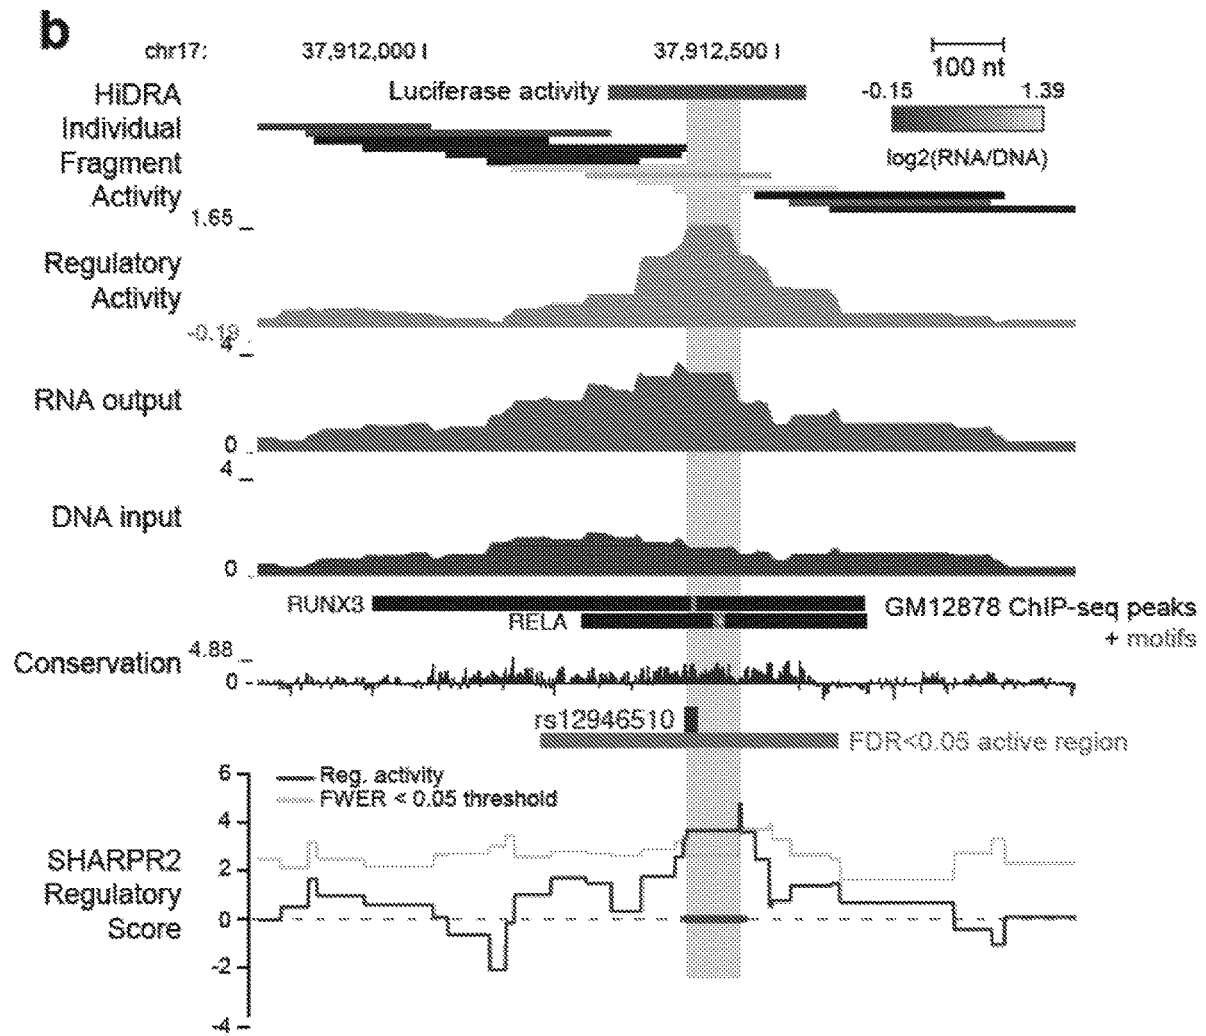 b
chr17: 37,912,000 | 37,912,500 |
100 nt
HiDRA Luciferase activity
-0.15 1.39
Individual
Fragment
Activity
log2(RNA/DNA)
1.65
Regulatory
Activity
-0.19
4
RNA output
0
4
DNA input
0
RUNX3 GM12878 ChIP-seq peaks
RELA + motifs
Conservation 4.88
0
rs12946510
FDR<0.05 active region
6
Reg. activity
FWER < 0.05 threshold
4
SHARPR2
2
Regulatory
Score
0
-2
-4